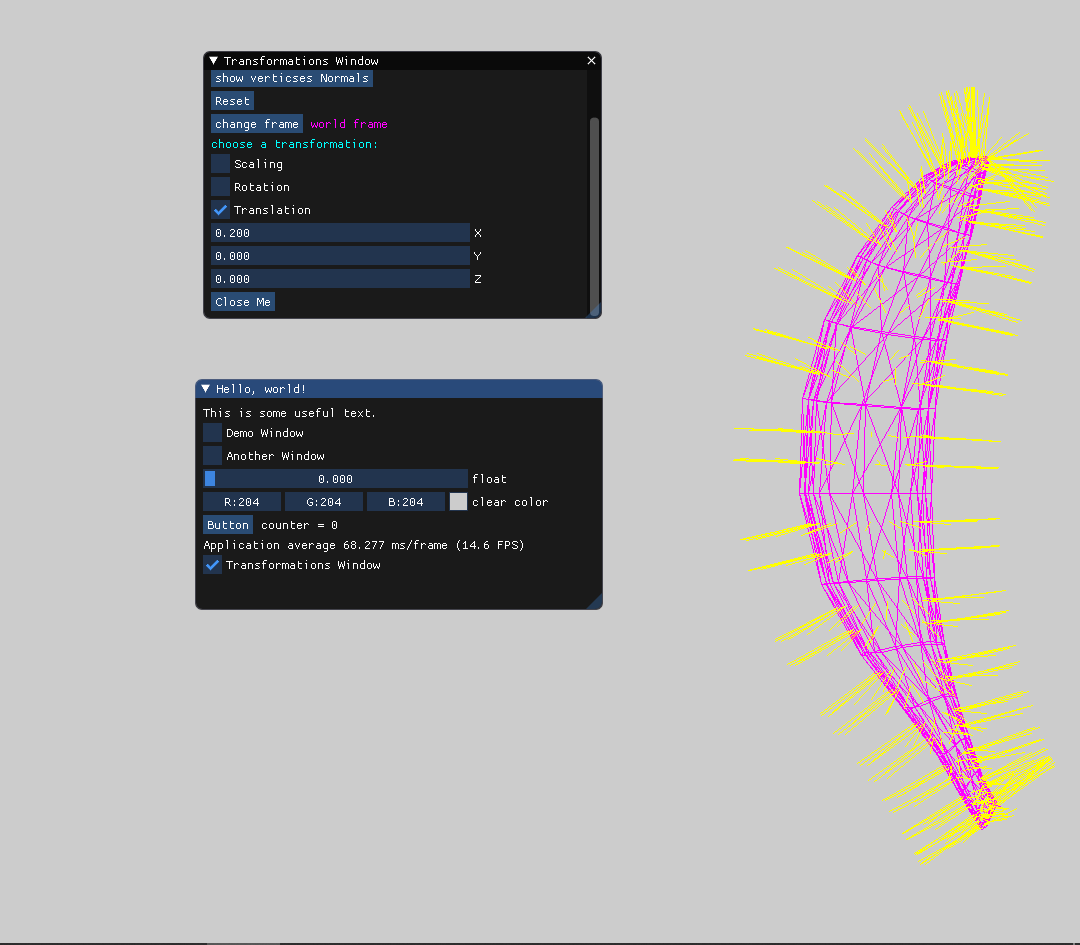 Transformations Window
show verticses Normals
Reset
change frame world frame
choose a transformation:
Scaling
Rotation
Translation
0.200 X
0.000 Y
0.000 Z
Close Me
Hello, world!
This is some useful text.
Demo Window
Another Window
0.000 float
R:204 G:204 B:204 clear color
Button counter = 0
Application average 68.277 ms/frame (14.6 FPS)
Transformations Window